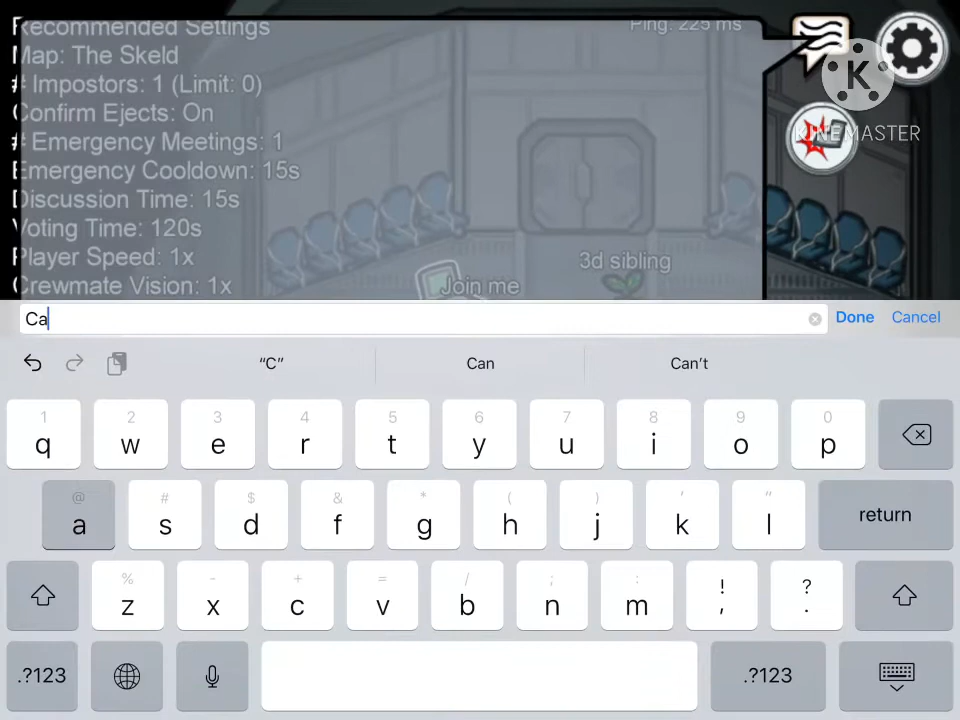 Recommended Settings
Ping: 225 ms
Map: The Skeld
# Impostors: 1 (Limit: 0)
Confirm Ejects: On
# Emergency Meetings: 1
Emergency Cooldown: 15s
Discussion Time: 15s
Voting Time: 120s
Player Speed: 1x
Crewmate Vision: 1x
K
KINEMASTER
3d sibling
Join me
Ca
Done
Cancel
“C”
Can
Can't
1 2 3 4 5 6 7 8 9 0
q w e r t y u i o p
@ # $ & * ( ) ' "
a s d f g h j k l return
% - + = / ; : ! ?
z x c v b n m , .
.?123
.?123